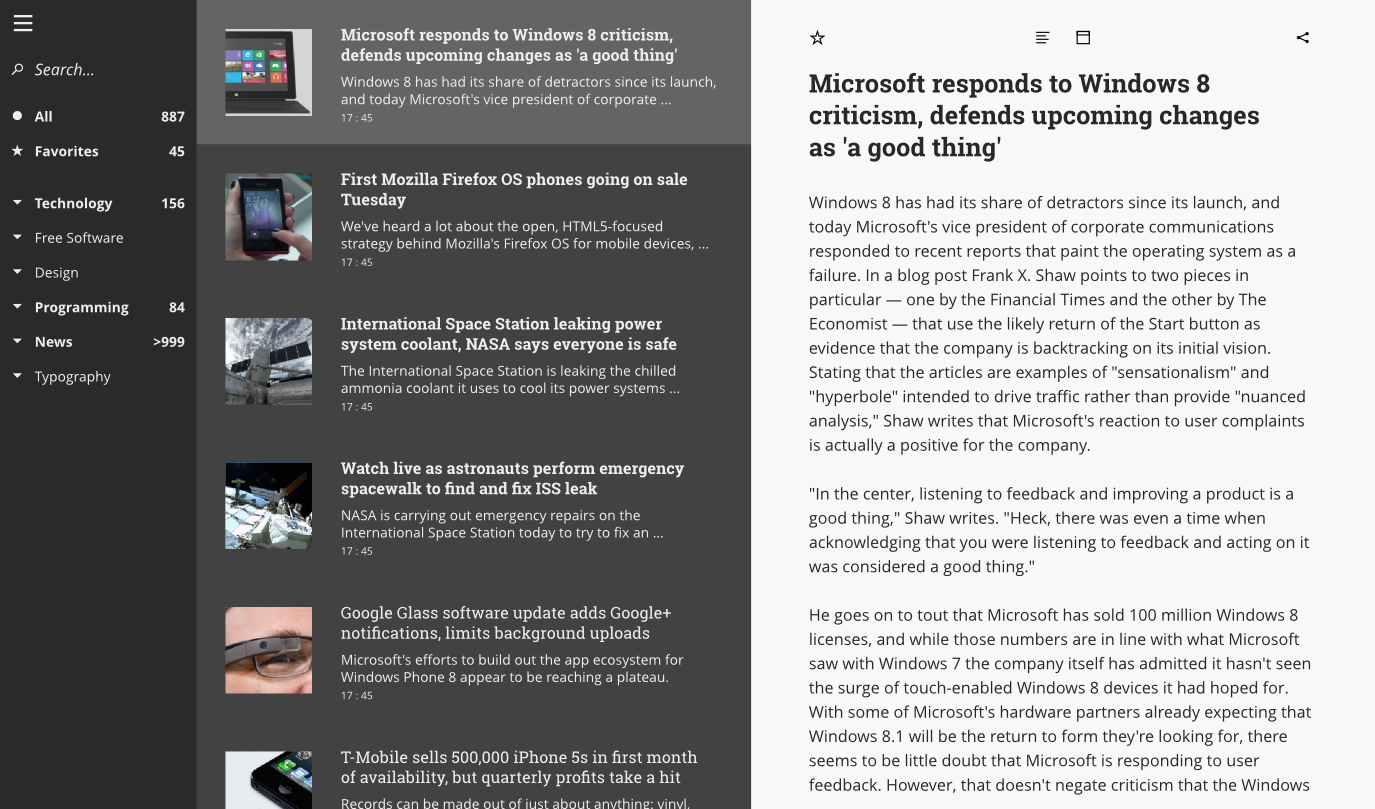 Search...
All 887
Favorites 45
Technology 156
Free Software
Design
Programming 84
News >999
Typography
Microsoft responds to Windows 8 criticism,
defends upcoming changes as 'a good thing'
Windows 8 has had its share of detractors since its launch,
and today Microsoft's vice president of corporate ...
17 : 45
First Mozilla Firefox OS phones going on sale
Tuesday
We've heard a lot about the open, HTML5-focused
strategy behind Mozilla's Firefox OS for mobile devices, ...
17 : 45
International Space Station leaking power
system coolant, NASA says everyone is safe
The International Space Station is leaking the chilled
ammonia coolant it uses to cool its power systems ...
17 : 45
Watch live as astronauts perform emergency
spacewalk to find and fix ISS leak
NASA is carrying out emergency repairs on the
International Space Station today to try to fix an ...
17 : 45
Google Glass software update adds Google+
notifications, limits background uploads
Microsoft's efforts to build out the app ecosystem for
Windows Phone 8 appear to be reaching a plateau.
17 : 45
T-Mobile sells 500,000 iPhone 5s in first month
of availability, but quarterly profits take a hit
Records can be made out of just about anything: vinyl,
Microsoft responds to Windows 8
criticism, defends upcoming changes
as 'a good thing'
Windows 8 has had its share of detractors since its launch, and
today Microsoft's vice president of corporate communications
responded to recent reports that paint the operating system as a
failure. In a blog post Frank X. Shaw points to two pieces in
particular — one by the Financial Times and the other by The
Economist — that use the likely return of the Start button as
evidence that the company is backtracking on its initial vision.
Stating that the articles are examples of "sensationalism" and
"hyperbole" intended to drive traffic rather than provide "nuanced
analysis," Shaw writes that Microsoft's reaction to user complaints
is actually a positive for the company.
"In the center, listening to feedback and improving a product is a
good thing," Shaw writes. "Heck, there was even a time when
acknowledging that you were listening to feedback and acting on it
was considered a good thing."
He goes on to tout that Microsoft has sold 100 million Windows 8
licenses, and while those numbers are in line with what Microsoft
saw with Windows 7 the company itself has admitted it hasn't seen
the surge of touch-enabled Windows 8 devices it had hoped for.
With some of Microsoft's hardware partners already expecting that
Windows 8.1 will be the return to form they're looking for, there
seems to be little doubt that Microsoft is responding to user
feedback. However, that doesn't negate criticism that the Windows